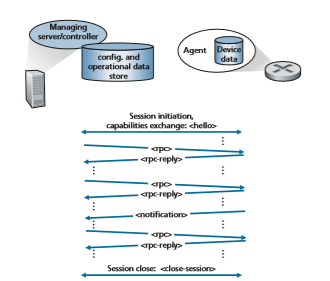 Managing
server/controller
config. and
operational data
store
Agent
Device
data
Session initiation,
capabilities exchange: <hello>
<rpc>
<rpc-reply>
<rpc>
<rpc-reply>
<notification>
<rpc>
<rpc-reply>
Session close: <close-session>